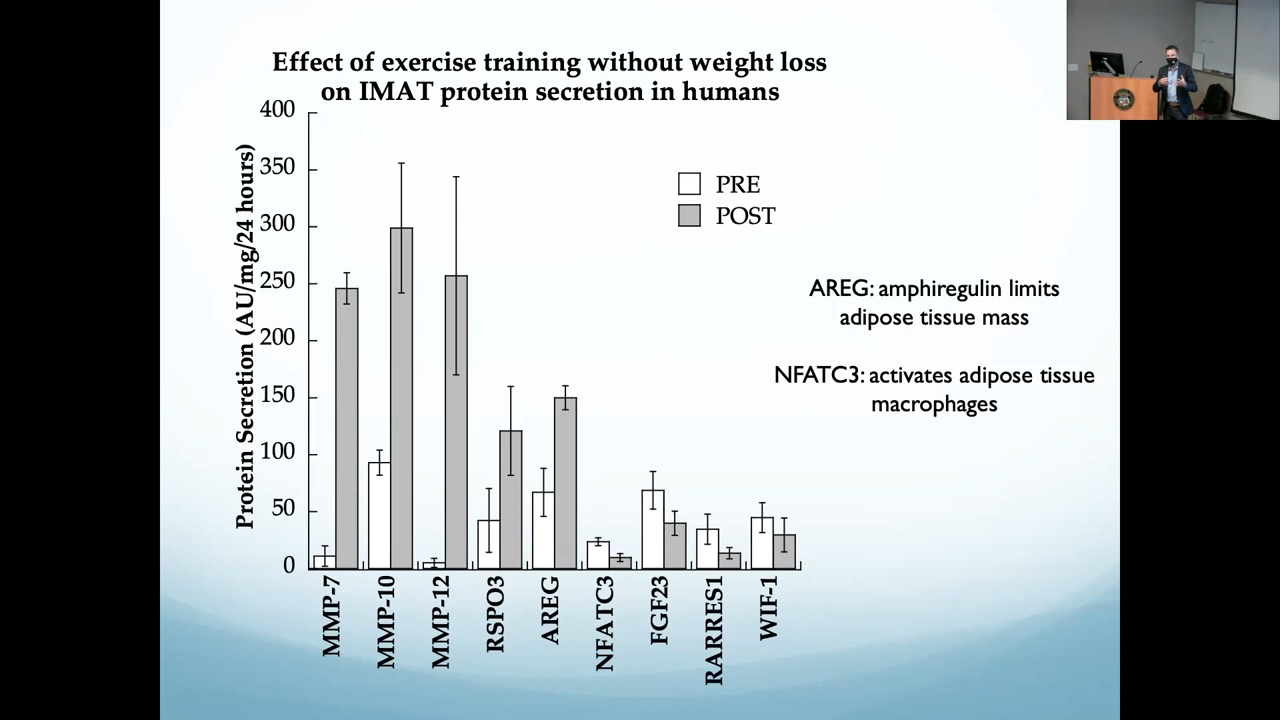 Effect of exercise training without weight loss
on IMAT protein secretion in humans
Protein Secretion (AU/mg/24 hours)
400
350
300
250
200
150
100
50
0
PRE
POST
AREG: amphiregulin limits
adipose tissue mass
NFATC3: activates adipose tissue
macrophages
MMP-7
MMP-10
MMP-12
RSPO3
AREG
NFATC3
FGF23
RARRES1
WIF-1